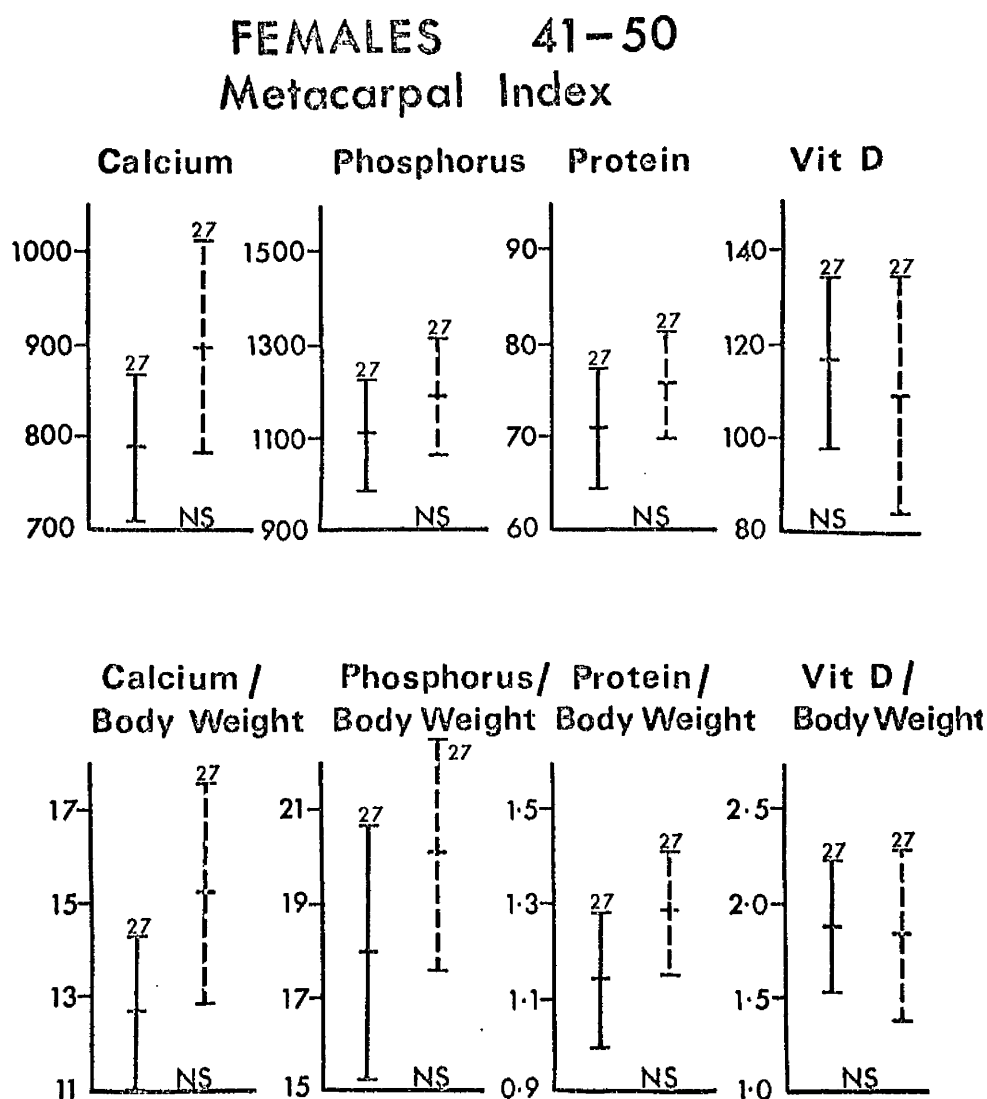 FEMALES 41-50
Metacarpal Index
Calcium Phosphorus Protein Vit D
1000 900 800 700 27 27 NS
1500 1300 1100 900 27 27 NS
90 80 70 60 27 27 NS
140 120 100 80 27 27 NS
Calcium / Phosphorus / Protein / Vit D /
Body Weight Body Weight Body Weight Body Weight
17 15 13 11 27 27 NS
21 19 17 15 27 27 NS
1·5 1·3 1·1 0·9 27 27 NS
2·5 2·0 1·5 1·0 27 27 NS